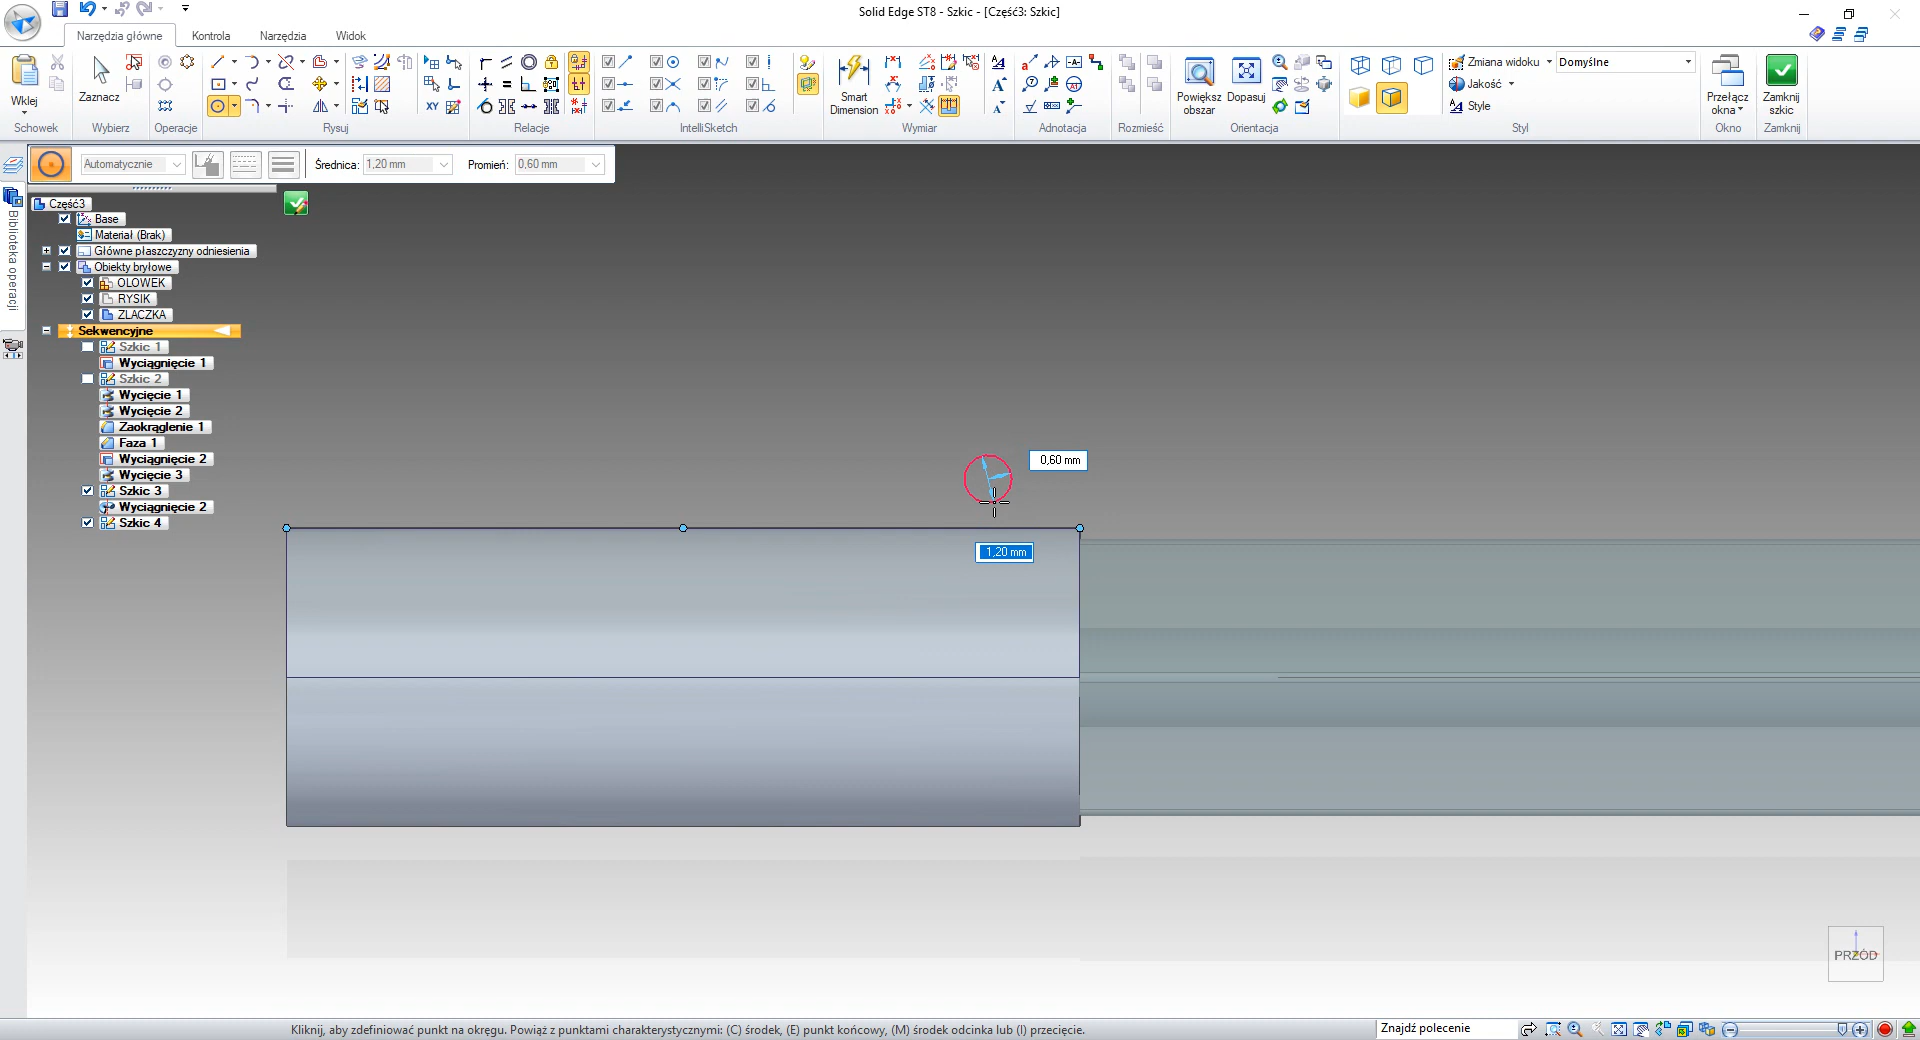 Solid Edge ST8 - Szkic - [Część3: Szkic]
Narzędzia główne
Kontrola
Narzędzia
Widok
Wklej
Zaznacz
Smart
Dimension
Powiększ
obszar
Dopasuj
Zmiana widoku
Domyślne
Jakość
Style
Przełącz
okna
Zamknij
szkic
Schowek
Wybierz
Operacje
Rysuj
Relacje
IntelliSketch
Wymiar
Adnotacja
Rozmieść
Orientacja
Styl
Okno
Zamknij
Automatycznie
Średnica:
1,20 mm
Promień:
0,60 mm
Biblioteka operacji
Część3
Base
Materiał (Brak)
Główne płaszczyzny odniesienia
Obiekty bryłowe
OLOWEK
RYSIK
ZLACZKA
Sekwencyjne
Szkic 1
Wyciągnięcie 1
Szkic 2
Wycięcie 1
Wycięcie 2
Zaokrąglenie 1
Faza 1
Wyciągnięcie 2
Wycięcie 3
Szkic 3
Wyciągnięcie 2
Szkic 4
0,60 mm
1,20 mm
PRZÓD
Kliknij, aby zdefiniować punkt na okręgu. Powiąż z punktami charakterystycznymi: (C) środek, (E) punkt końcowy, (M) środek odcinka lub (I) przecięcie.
Znajdź polecenie